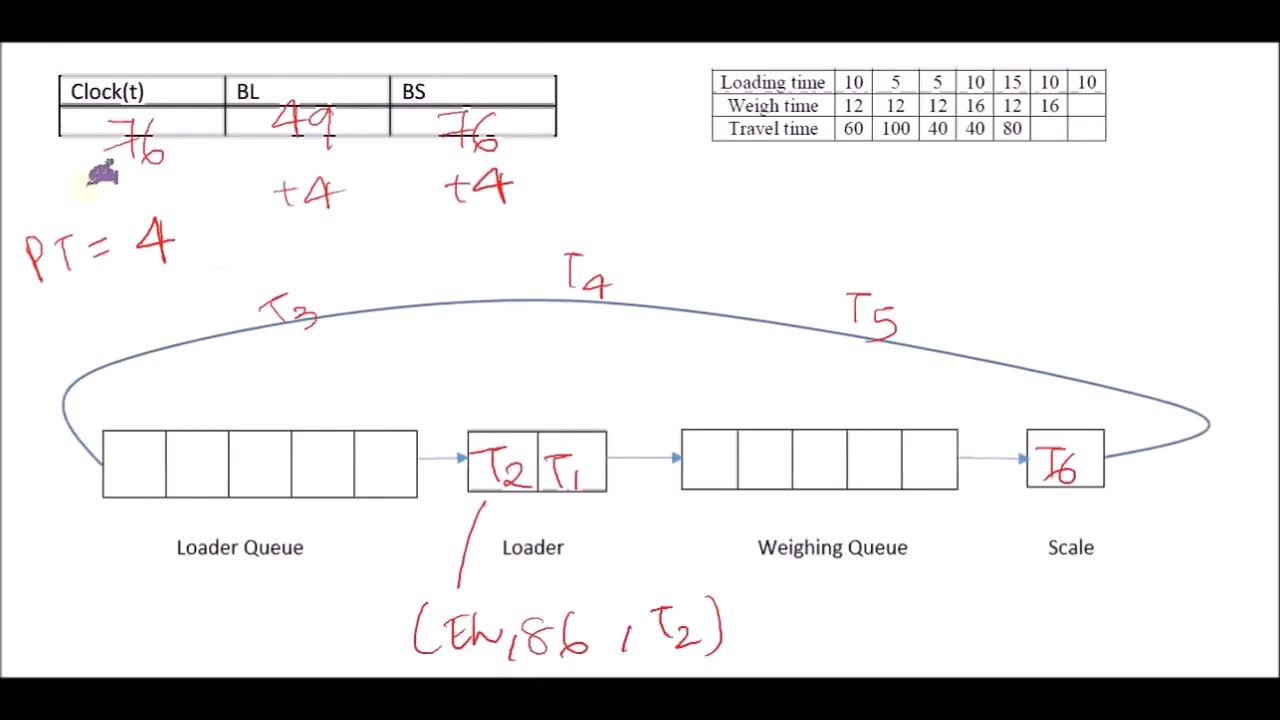 Clock(t) BL BS
76 49 76
+4 +4
PT = 4
Loading time 10 5 5 10 15 10 10
Weigh time 12 12 12 16 12 16
Travel time 60 100 40 40 80
T3 T4 T5
T2 T1 T6
Loader Queue Loader Weighing Queue Scale
(EW, 86, T2)